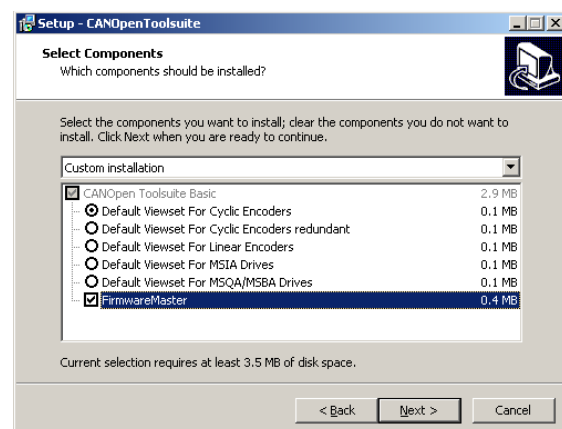 Setup - CANOpenToolsuite
Select Components
Which components should be installed?
Select the components you want to install; clear the components you do not want to
install. Click Next when you are ready to continue.
Custom installation
CANOpen Toolsuite Basic 2.9 MB
Default Viewset For Cyclic Encoders 0.1 MB
Default Viewset For Cyclic Encoders redundant 0.1 MB
Default Viewset For Linear Encoders 0.1 MB
Default Viewset For MSIA Drives 0.1 MB
Default Viewset For MSQA/MSBA Drives 0.1 MB
FirmwareMaster 0.4 MB
Current selection requires at least 3.5 MB of disk space.
< Back Next > Cancel